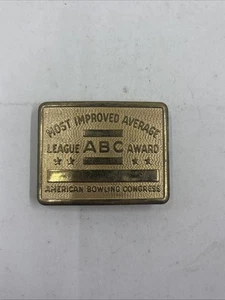 MOST IMPROVED AVERAGE
LEAGUE ABC AWARD
AMERICAN BOWLING CONGRESS